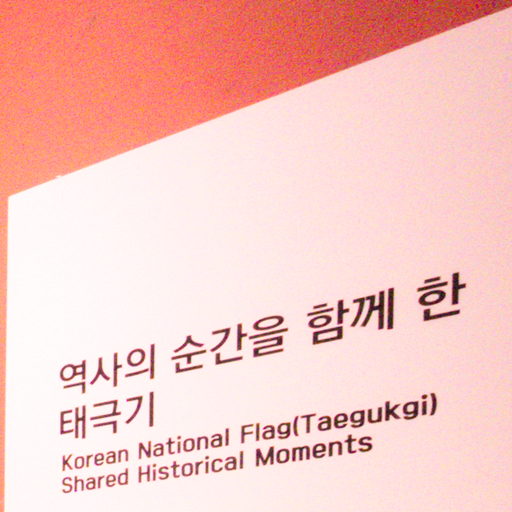 역사의 순간을 함께 한
태극기
Korean National Flag(Taegukgi)
Shared Historical Moments